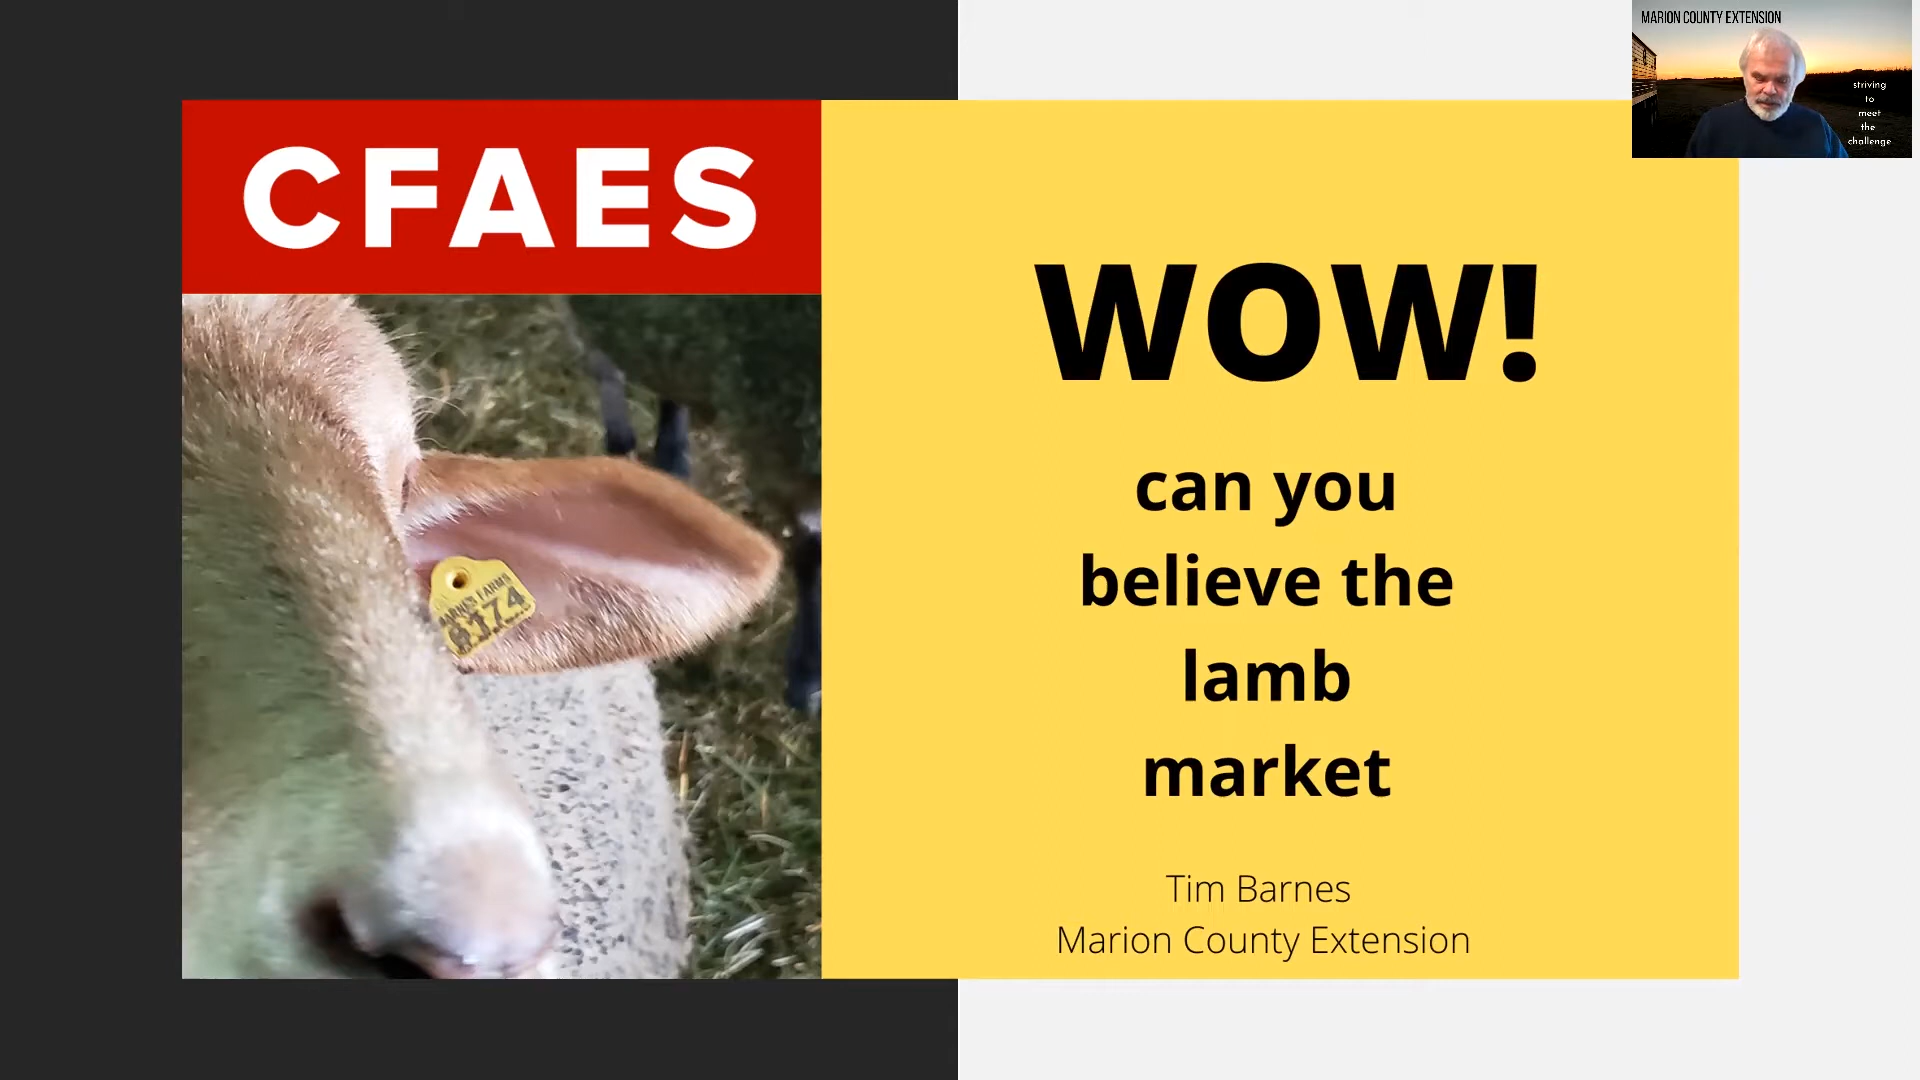 CFAES
WOW!
can you
believe the
lamb
market
Tim Barnes
Marion County Extension
MARION COUNTY EXTENSION
striving
to
meet
the
challenge